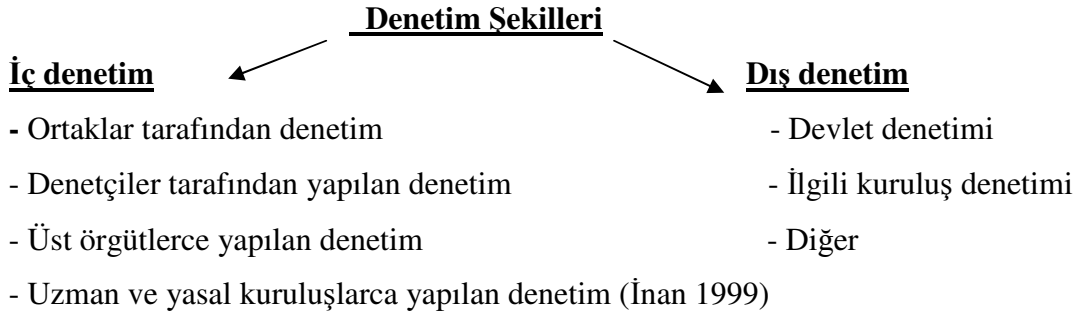 Denetim Şekilleri
İç denetim Dış denetim
- Ortaklar tarafından denetim - Devlet denetimi
- Denetçiler tarafından yapılan denetim - İlgili kuruluş denetimi
- Üst örgütlerce yapılan denetim - Diğer
- Uzman ve yasal kuruluşlarca yapılan denetim (İnan 1999)